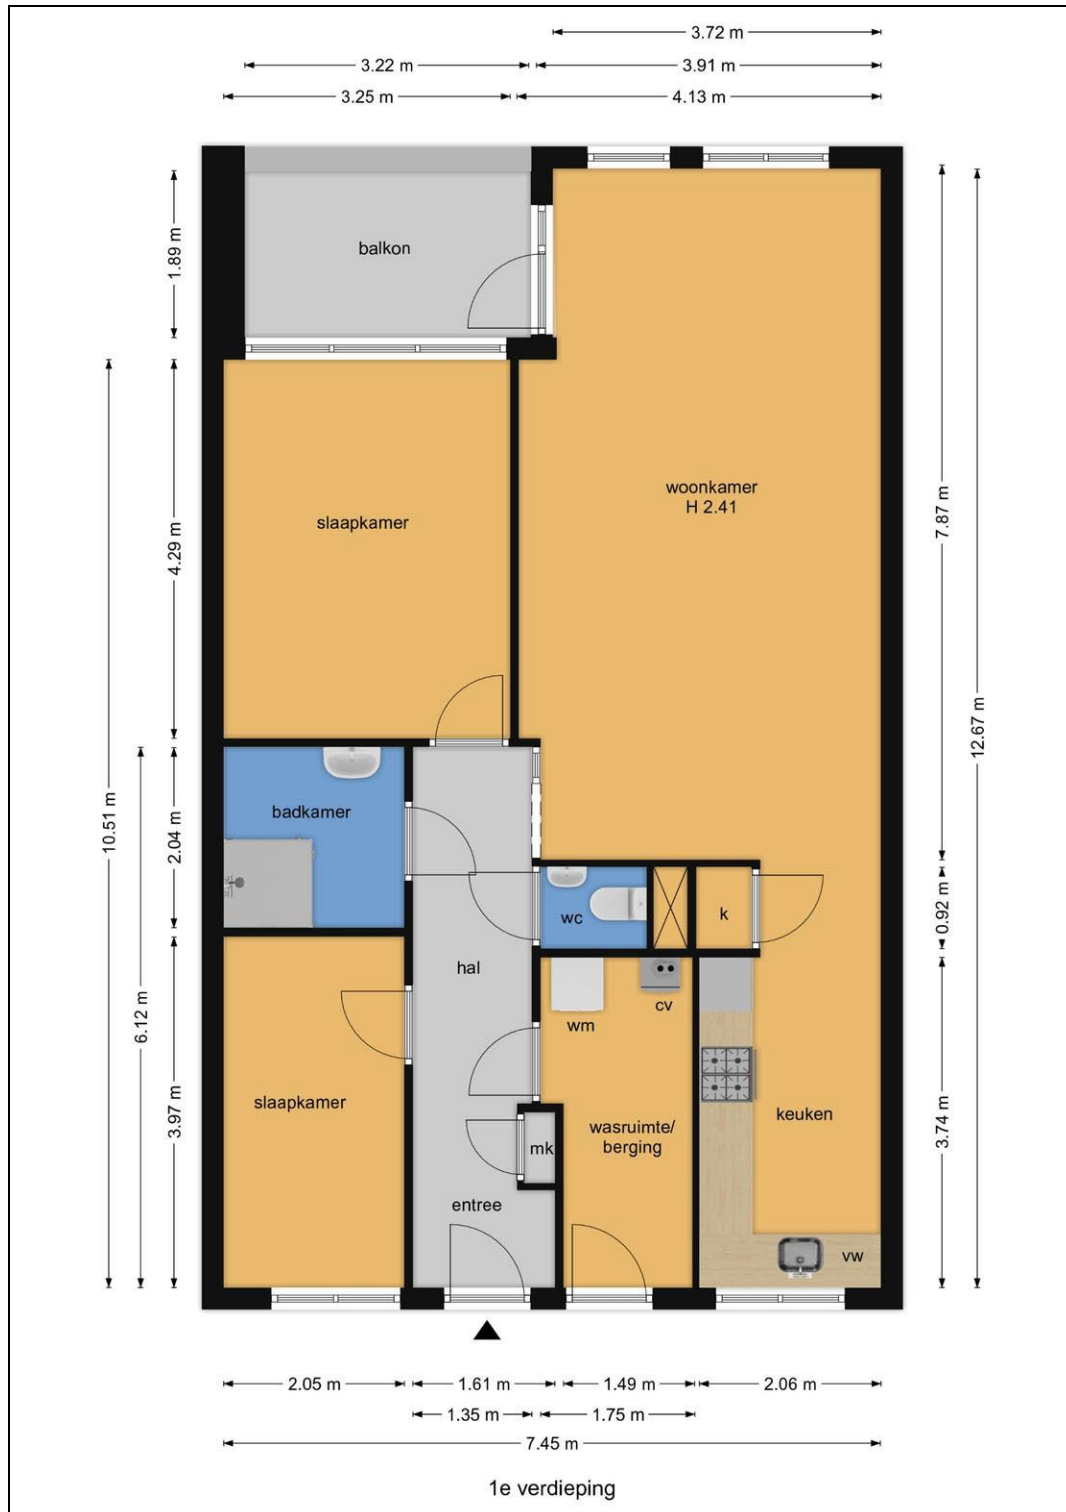 3.72 m
3.22 m
3.91 m
3.25 m
4.13 m
1.89 m
balkon
slaapkamer
4.29 m
woonkamer
H 2.41
7.87 m
12.67 m
10.51 m
badkamer
2.04 m
6.12 m
wc
k
0.92 m
hal
wm
cv
slaapkamer
3.97 m
wasruimte/
berging
keuken
3.74 m
mk
entree
vw
2.05 m
1.61 m
1.49 m
2.06 m
1.35 m
1.75 m
7.45 m
1e verdieping